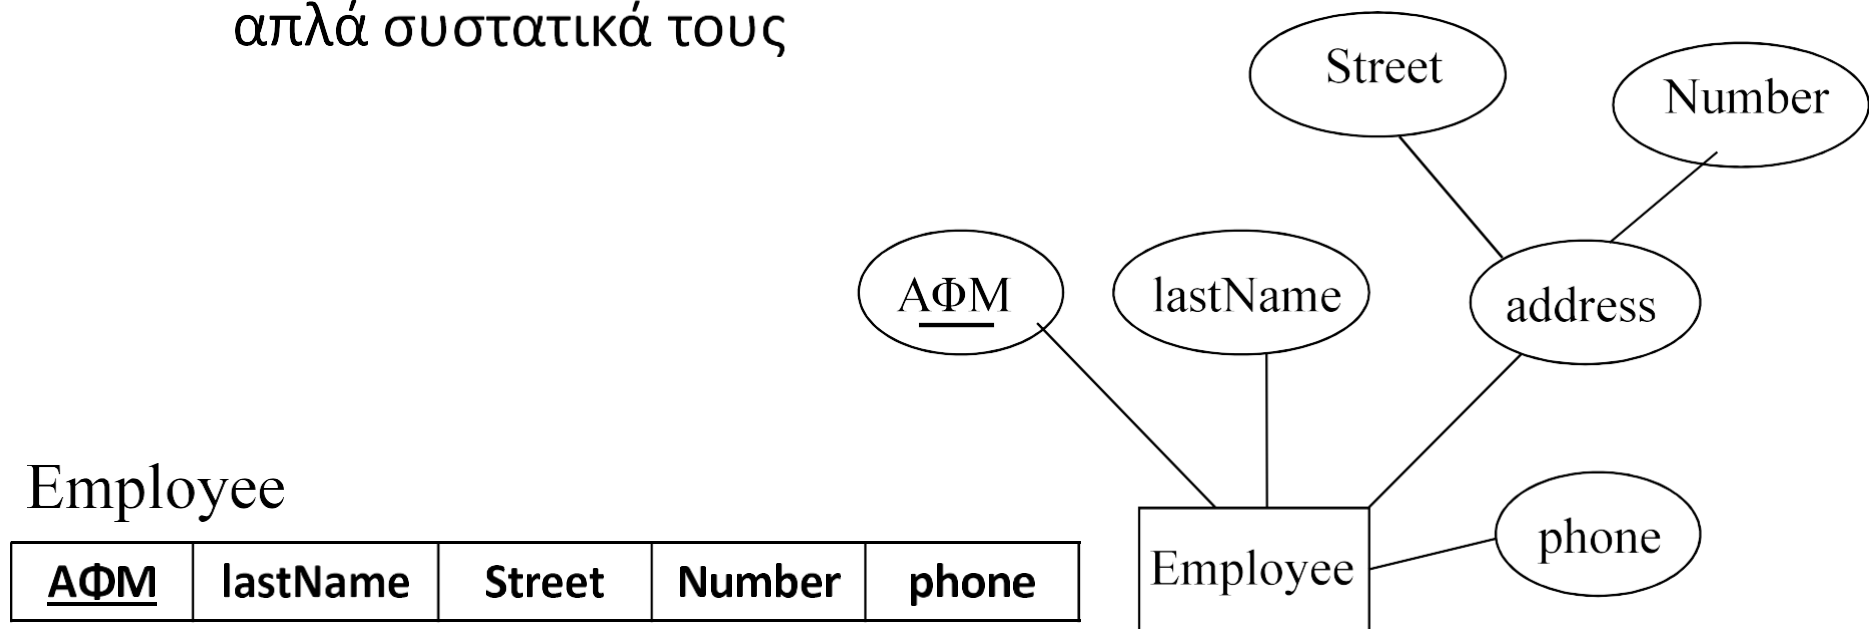 απλά συστατικά τους
Street
Number
ΑΦΜ
lastName
address
Employee
ΑΦΜ lastName Street Number phone
Employee
phone